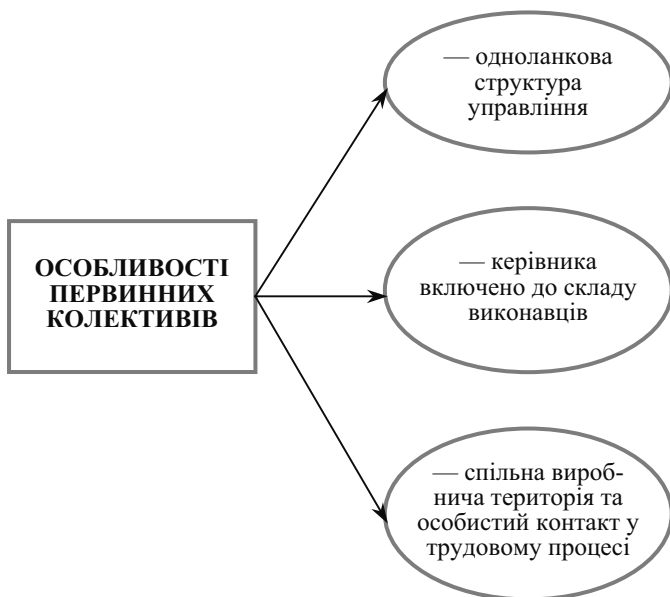 — одноланкова
структура
управління
ОСОБЛИВОСТІ
ПЕРВИННИХ
КОЛЕКТИВІВ
— керівника
включено до складу
виконавців
— спільна вироб-
нича територія та
особистий контакт у
трудовому процесі